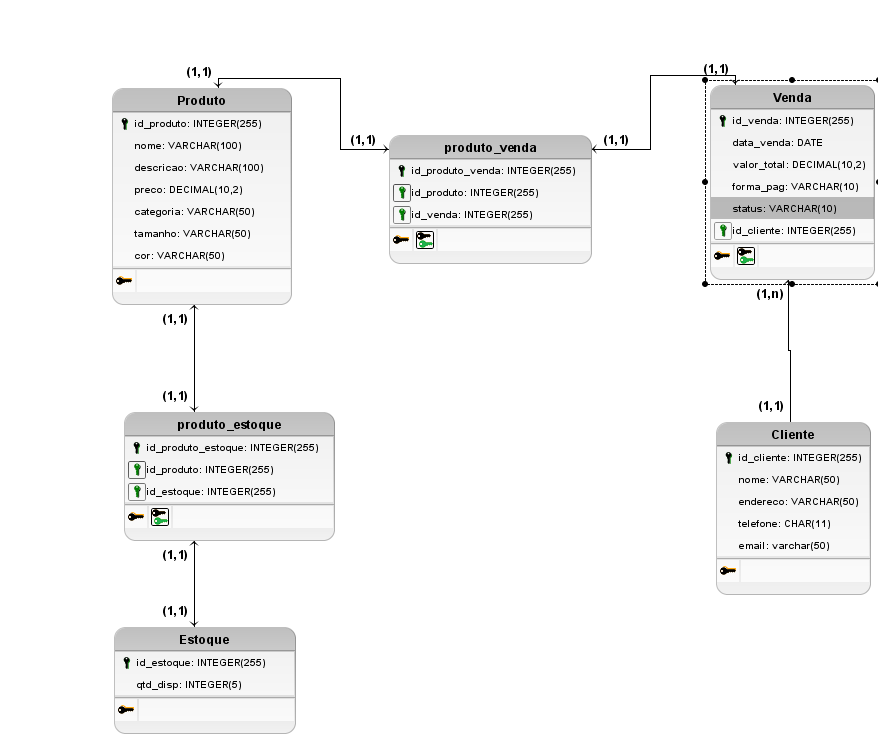 (1,1)
Produto
id_produto: INTEGER(255)
nome: VARCHAR(100)
descricao: VARCHAR(100)
preco: DECIMAL(10,2)
categoria: VARCHAR(50)
tamanho: VARCHAR(50)
cor: VARCHAR(50)
(1,1)
(1,1)
produto_venda
id_produto_venda: INTEGER(255)
id_produto: INTEGER(255)
id_venda: INTEGER(255)
(1,1)
Venda
id_venda: INTEGER(255)
data_venda: DATE
valor_total: DECIMAL(10,2)
forma_pag: VARCHAR(10)
status: VARCHAR(10)
id_cliente: INTEGER(255)
(1,n)
(1,1)
(1,1)
(1,1)
produto_estoque
id_produto_estoque: INTEGER(255)
id_produto: INTEGER(255)
id_estoque: INTEGER(255)
Cliente
id_cliente: INTEGER(255)
nome: VARCHAR(50)
endereco: VARCHAR(50)
telefone: CHAR(11)
email: varchar(50)
(1,1)
(1,1)
Estoque
id_estoque: INTEGER(255)
qtd_disp: INTEGER(5)